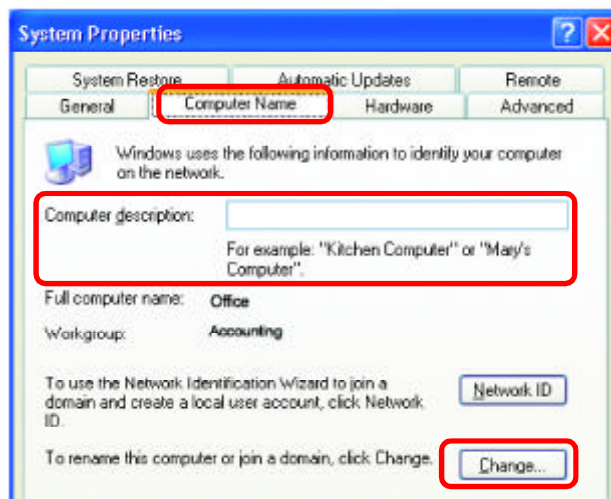 System Properties
System Restore Automatic Updates Remote
General Computer Name Hardware Advanced
Windows uses the following information to identify your computer
on the network.
Computer description:
For example: "Kitchen Computer" or "Mary's
Computer".
Full computer name: Office
Workgroup: Accounting
To use the Network Identification Wizard to join a
domain and create a local user account, click Network
ID.
Network ID
To rename this computer or join a domain, click Change.
Change...